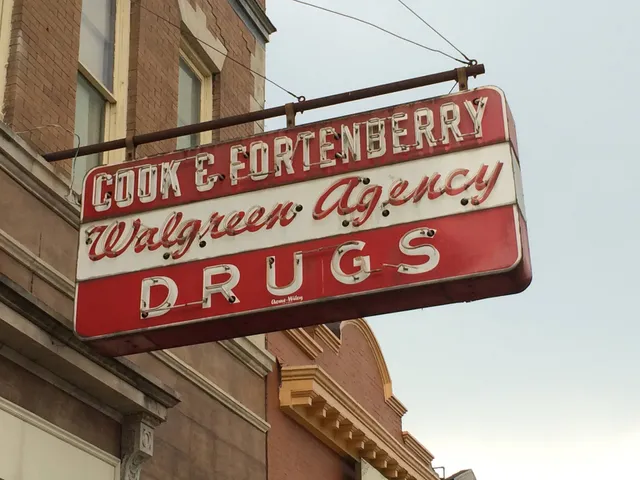 COOK & FORTENBERRY
Walgreen Agency
DRUGS